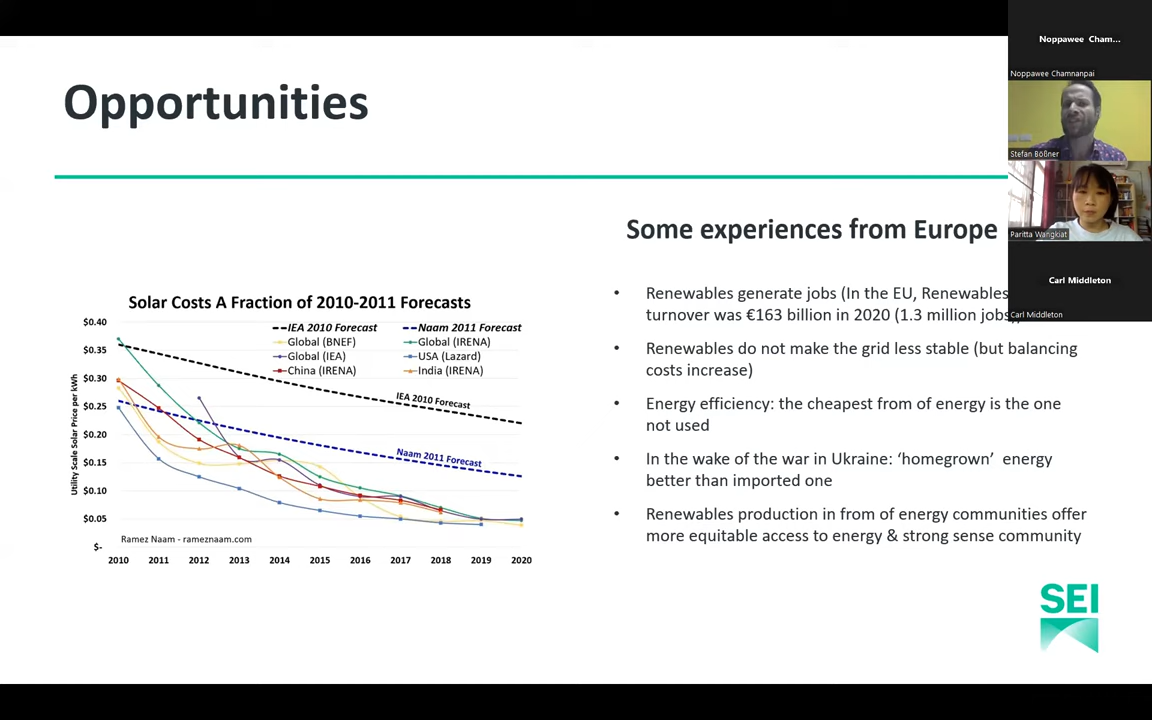 Opportunities
Some experiences from Europe
Solar Costs A Fraction of 2010-2011 Forecasts
IEA 2010 Forecast
Naam 2011 Forecast
Global (BNEF)
Global (IRENA)
Global (IEA)
USA (Lazard)
China (IRENA)
India (IRENA)
Utility Scale Solar Price per kWh
$0.40
$0.35
$0.30
$0.25
$0.20
$0.15
$0.10
$0.05
$-
IEA 2010 Forecast
Naam 2011 Forecast
Ramez Naam - rameznaam.com
2010 2011 2012 2013 2014 2015 2016 2017 2018 2019 2020
• Renewables generate jobs (In the EU, Renewables
turnover was €163 billion in 2020 (1.3 million jobs),
• Renewables do not make the grid less stable (but balancing
costs increase)
• Energy efficiency: the cheapest from of energy is the one
not used
• In the wake of the war in Ukraine: ‘homegrown’ energy
better than imported one
• Renewables production in from of energy communities offer
more equitable access to energy & strong sense community
SEI
Noppawee Cham...
Noppawee Chamnanpai
Stefan Bößner
Paritta Wangkiat
Carl Middleton
Carl Middleton